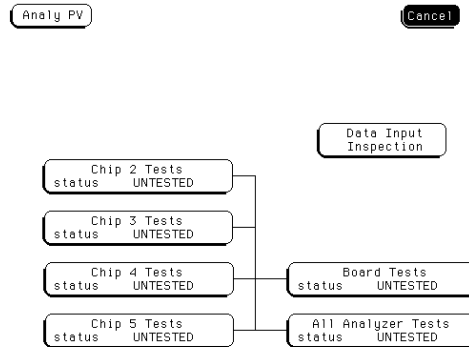 Analy PV
Cancel
Data Input
Inspection
Chip 2 Tests
status UNTESTED
Chip 3 Tests
status UNTESTED
Chip 4 Tests
status UNTESTED
Board Tests
status UNTESTED
Chip 5 Tests
status UNTESTED
All Analyzer Tests
status UNTESTED